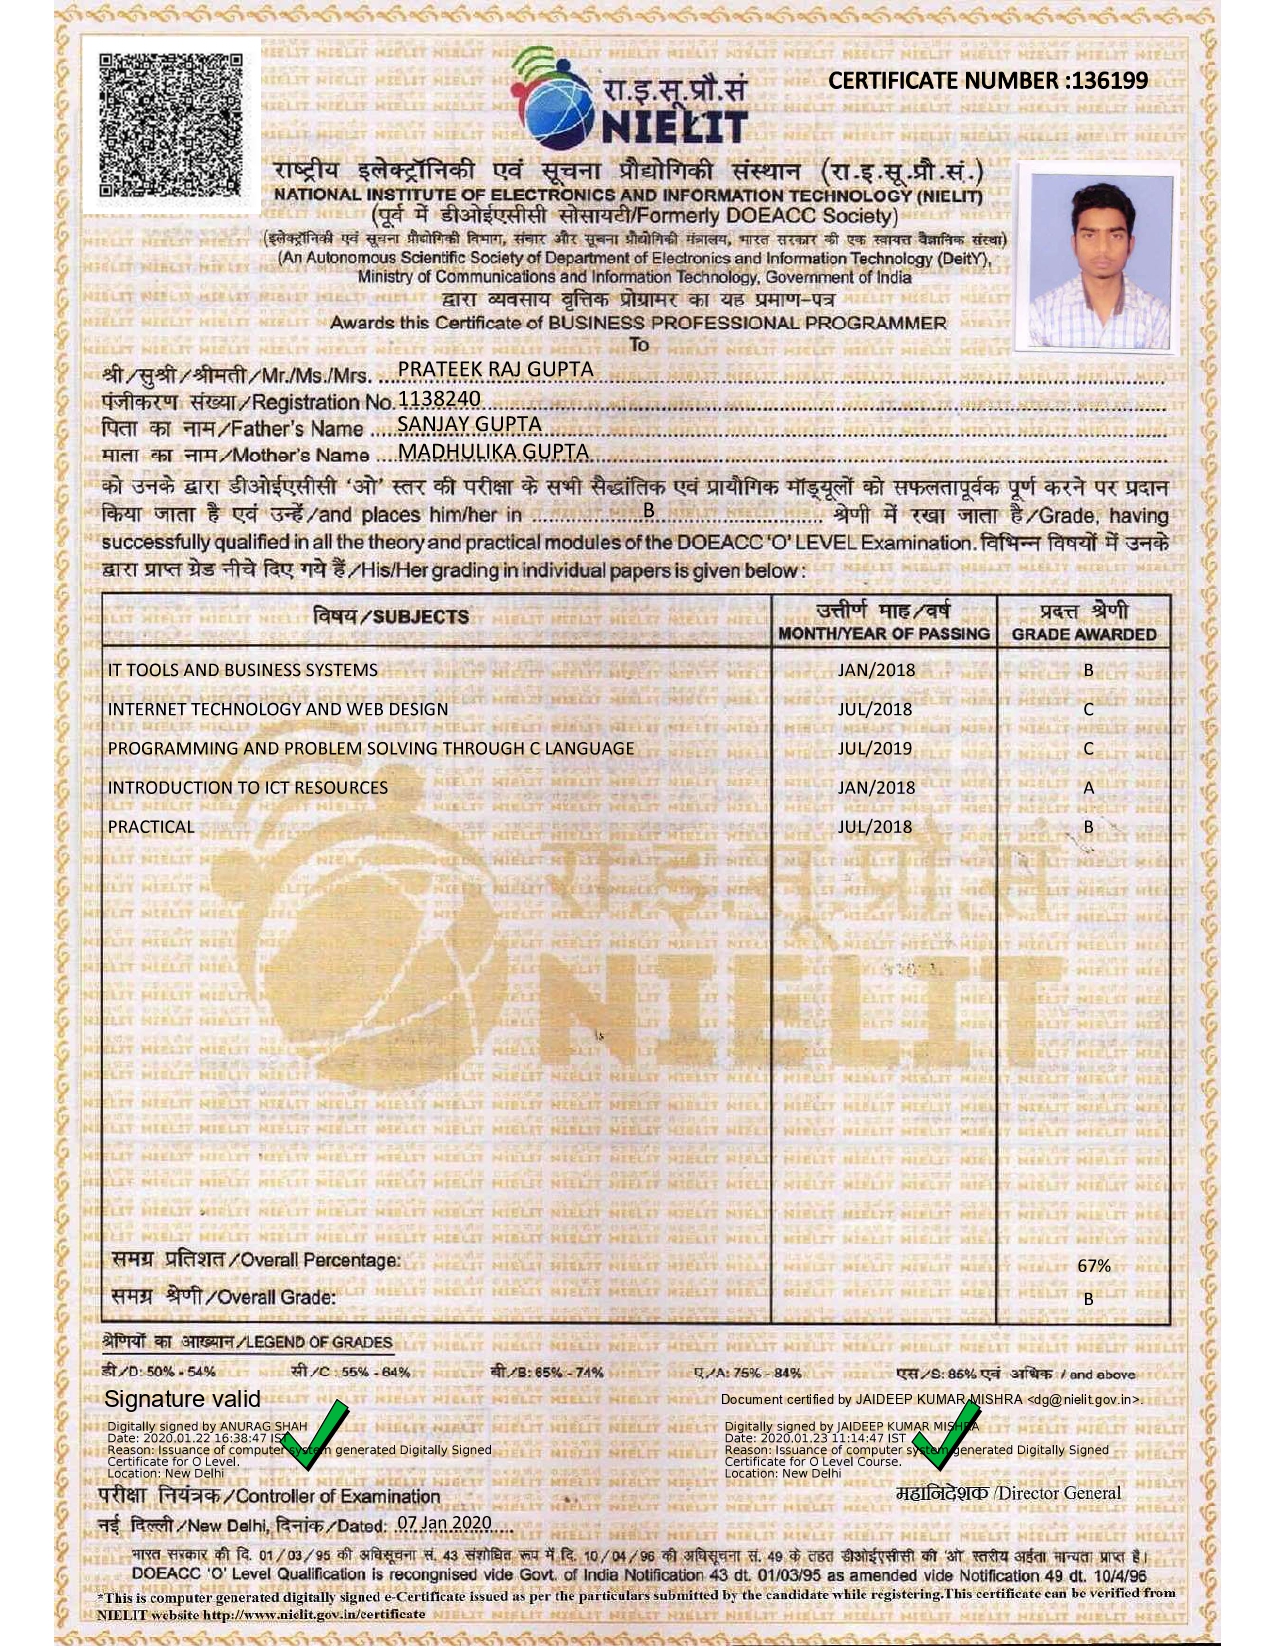 CERTIFICATE NUMBER :136199
रा.इ.सू.प्रौ.सं
NIELIT
राष्ट्रीय इलेक्ट्रॉनिकी एवं सूचना प्रौद्योगिकी संस्थान (रा.इ.सू.प्रौ.सं.)
NATIONAL INSTITUTE OF ELECTRONICS AND INFORMATION TECHNOLOGY (NIELIT)
(पूर्व में डीओईएसीसी सोसायटी/Formerly DOEACC Society)
(इलेक्ट्रॉनिकी एवं सूचना प्रौद्योगिकी विभाग, संचार और सूचना प्रौद्योगिकी मंत्रालय, भारत सरकार की एक स्वायत्त वैज्ञानिक संस्था)
(An Autonomous Scientific Society of Department of Electronics and Information Technology (DeitY),
Ministry of Communications and Information Technology, Government of India
द्वारा व्यवसाय वृत्तिक प्रोग्रामर का यह प्रमाण-पत्र
Awards this Certificate of BUSINESS PROFESSIONAL PROGRAMMER
To
श्री/सुश्री/श्रीमती/Mr./Ms./Mrs. PRATEEK RAJ GUPTA
पंजीकरण संख्या/Registration No. 1138240
पिता का नाम/Father's Name SANJAY GUPTA
माता का नाम/Mother's Name MADHULIKA GUPTA
को उनके द्वारा डीओईएसीसी 'ओ' स्तर की परीक्षा के सभी सैद्धांतिक एवं प्रायौगिक मॉड्यूलों को सफलतापूर्वक पूर्ण करने पर प्रदान
किया जाता है एवं उन्हें/and places him/her in B श्रेणी में रखा जाता है/Grade, having
successfully qualified in all the theory and practical modules of the DOEACC 'O' LEVEL Examination. विभिन्न विषयों में उनके
द्वारा प्राप्त ग्रेड नीचे दिए गये हैं/His/Her grading in individual papers is given below:
विषय/SUBJECTS उत्तीर्ण माह/वर्ष MONTH/YEAR OF PASSING प्रदत्त श्रेणी GRADE AWARDED
IT TOOLS AND BUSINESS SYSTEMS JAN/2018 B
INTERNET TECHNOLOGY AND WEB DESIGN JUL/2018 C
PROGRAMMING AND PROBLEM SOLVING THROUGH C LANGUAGE JUL/2019 C
INTRODUCTION TO ICT RESOURCES JAN/2018 A
PRACTICAL JUL/2018 B
रा.इ.सू.प्रौ.सं
NIELIT
समग्र प्रतिशत/Overall Percentage: 67%
समग्र श्रेणी/Overall Grade: B
श्रेणियों का आख्यान/LEGEND OF GRADES
डी/D: 50% - 54% सी/C : 55% - 64% बी/B: 65% - 74% ए/A: 75% - 84% एस/S: 85% एवं अधिक / and above
Signature valid
Digitally signed by ANURAG SHAH
Date: 2020.01.22 16:38:47 IST
Reason: Issuance of computer system generated Digitally Signed
Certificate for O Level.
Location: New Delhi
Document certified by JAIDEEP KUMAR MISHRA <dg@nielit.gov.in>.
Digitally signed by JAIDEEP KUMAR MISHRA
Date: 2020.01.23 11:14:47 IST
Reason: Issuance of computer system generated Digitally Signed
Certificate for O Level Course.
Location: New Delhi
परीक्षा नियंत्रक/Controller of Examination
महानिदेशक /Director General
नई दिल्ली/New Delhi, दिनांक/Dated: 07 Jan 2020
भारत सरकार की दि. 01/03/95 की अधिसूचना सं. 43 संशोधित रूप में दि. 10/04/96 की अधिसूचना सं. 49 के तहत डीओईएसीसी की 'ओ' स्तरीय अर्हता मान्यता प्राप्त है।
DOEACC 'O' Level Qualification is recongnised vide Govt. of India Notification 43 dt. 01/03/95 as amended vide Notification 49 dt. 10/4/96
*This is computer generated digitally signed e-Certificate issued as per the particulars submitted by the candidate while registering.This certificate can be verified from
NIELIT website http://www.nielit.gov.in/certificate